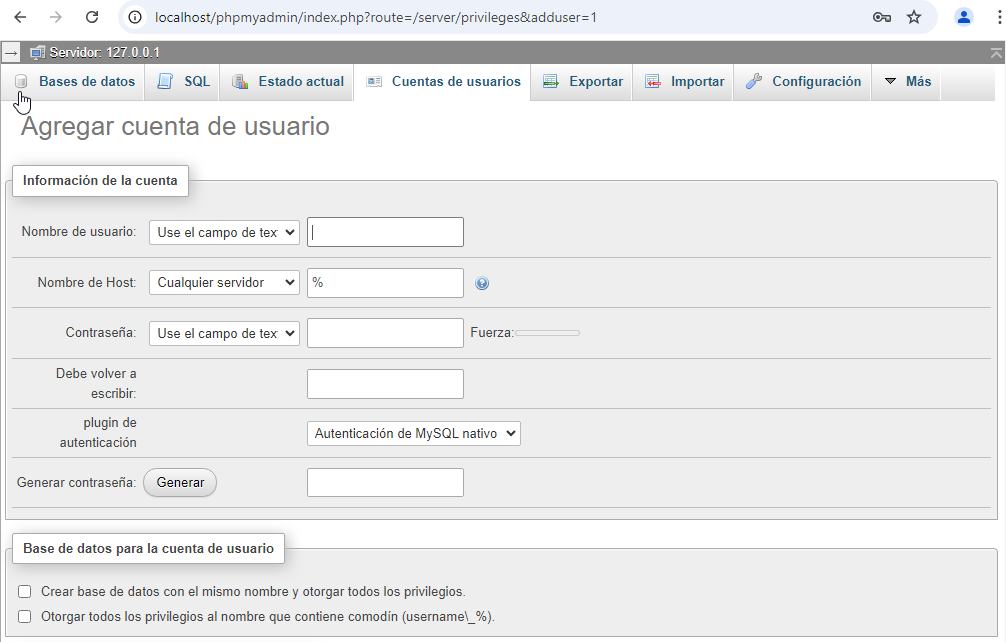 localhost/phpmyadmin/index.php?route=/server/privileges&adduser=1
Servidor: 127.0.0.1
Bases de datos SQL Estado actual Cuentas de usuarios Exportar Importar Configuración Más
Agregar cuenta de usuario
Información de la cuenta
Nombre de usuario: Use el campo de tex
Nombre de Host: Cualquier servidor %
Contraseña: Use el campo de tex Fuerza:
Debe volver a
escribir:
plugin de
autenticación
Autenticación de MySQL nativo
Generar contraseña: Generar
Base de datos para la cuenta de usuario
Crear base de datos con el mismo nombre y otorgar todos los privilegios.
Otorgar todos los privilegios al nombre que contiene comodín (username\_%).